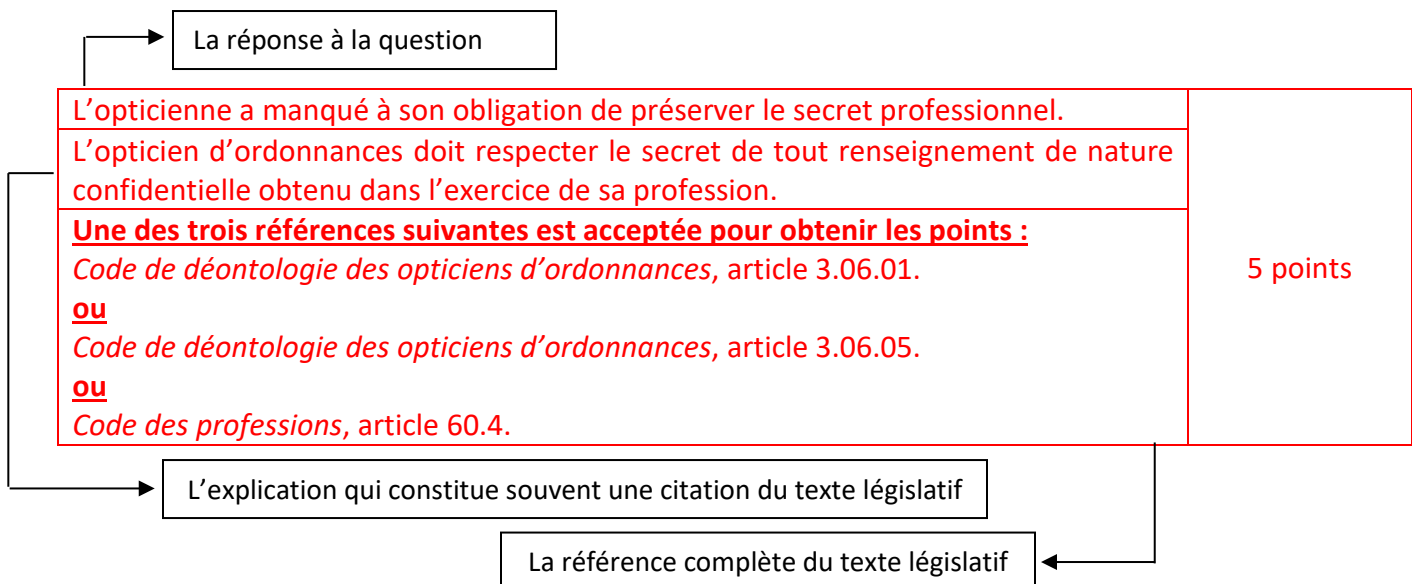 La réponse à la question
L’opticienne a manqué à son obligation de préserver le secret professionnel.
L’opticien d’ordonnances doit respecter le secret de tout renseignement de nature
confidentielle obtenu dans l’exercice de sa profession.
Une des trois références suivantes est acceptée pour obtenir les points :
Code de déontologie des opticiens d’ordonnances, article 3.06.01.
ou
Code de déontologie des opticiens d’ordonnances, article 3.06.05.
ou
Code des professions, article 60.4.
5 points
L’explication qui constitue souvent une citation du texte législatif
La référence complète du texte législatif